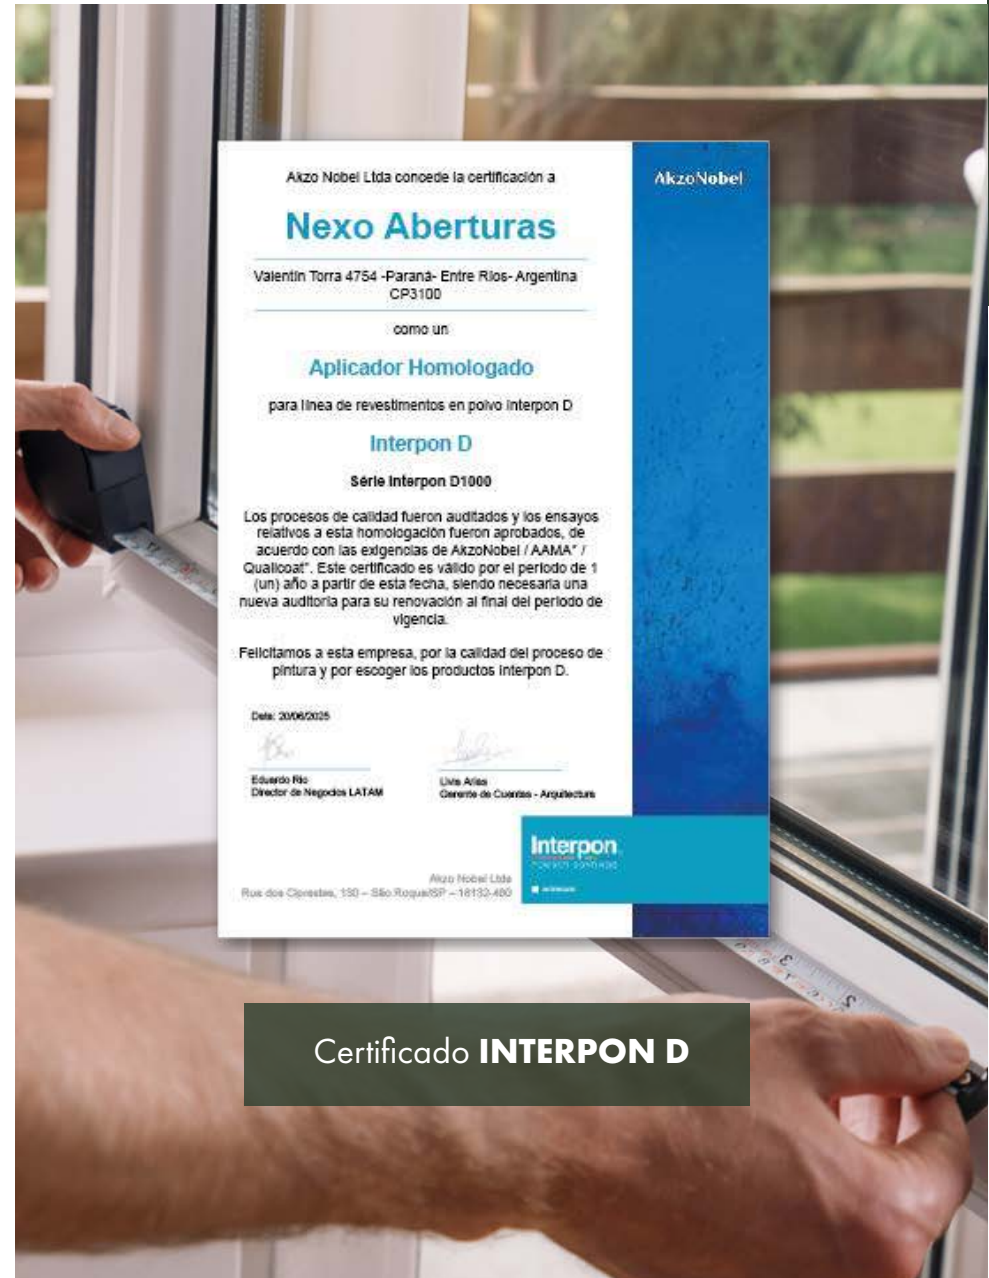 Akzo Nobel Ltda concede la certificación a
AkzoNobel
Nexo Aberturas
Valentín Torra 4754 -Paraná- Entre Ríos- Argentina
CP3100
como un
Aplicador Homologado
para línea de revestimentos en polvo Interpon D
Interpon D
Série Interpon D1000
Los procesos de calidad fueron auditados y los ensayos
relativos a esta homologación fueron aprobados, de
acuerdo con las exigencias de AkzoNobel / AAMA* /
Qualicoat*. Este certificado es válido por el período de 1
(un) año a partir de esta fecha, siendo necesaria una
nueva auditoria para su renovación al final del período de
vigencia.
Felicitamos a esta empresa, por la calidad del proceso de
pintura y por escoger los productos Interpon D.
Data: 20/06/2025
Eduardo Rio
Director de Negocios LATAM
Livia Arias
Gerente de Cuentas - Arquitectura
Interpon
Akzo Nobel Ltda
Rua dos Ciprestes, 130 – São Roque/SP – 18132-460
Certificado INTERPON D